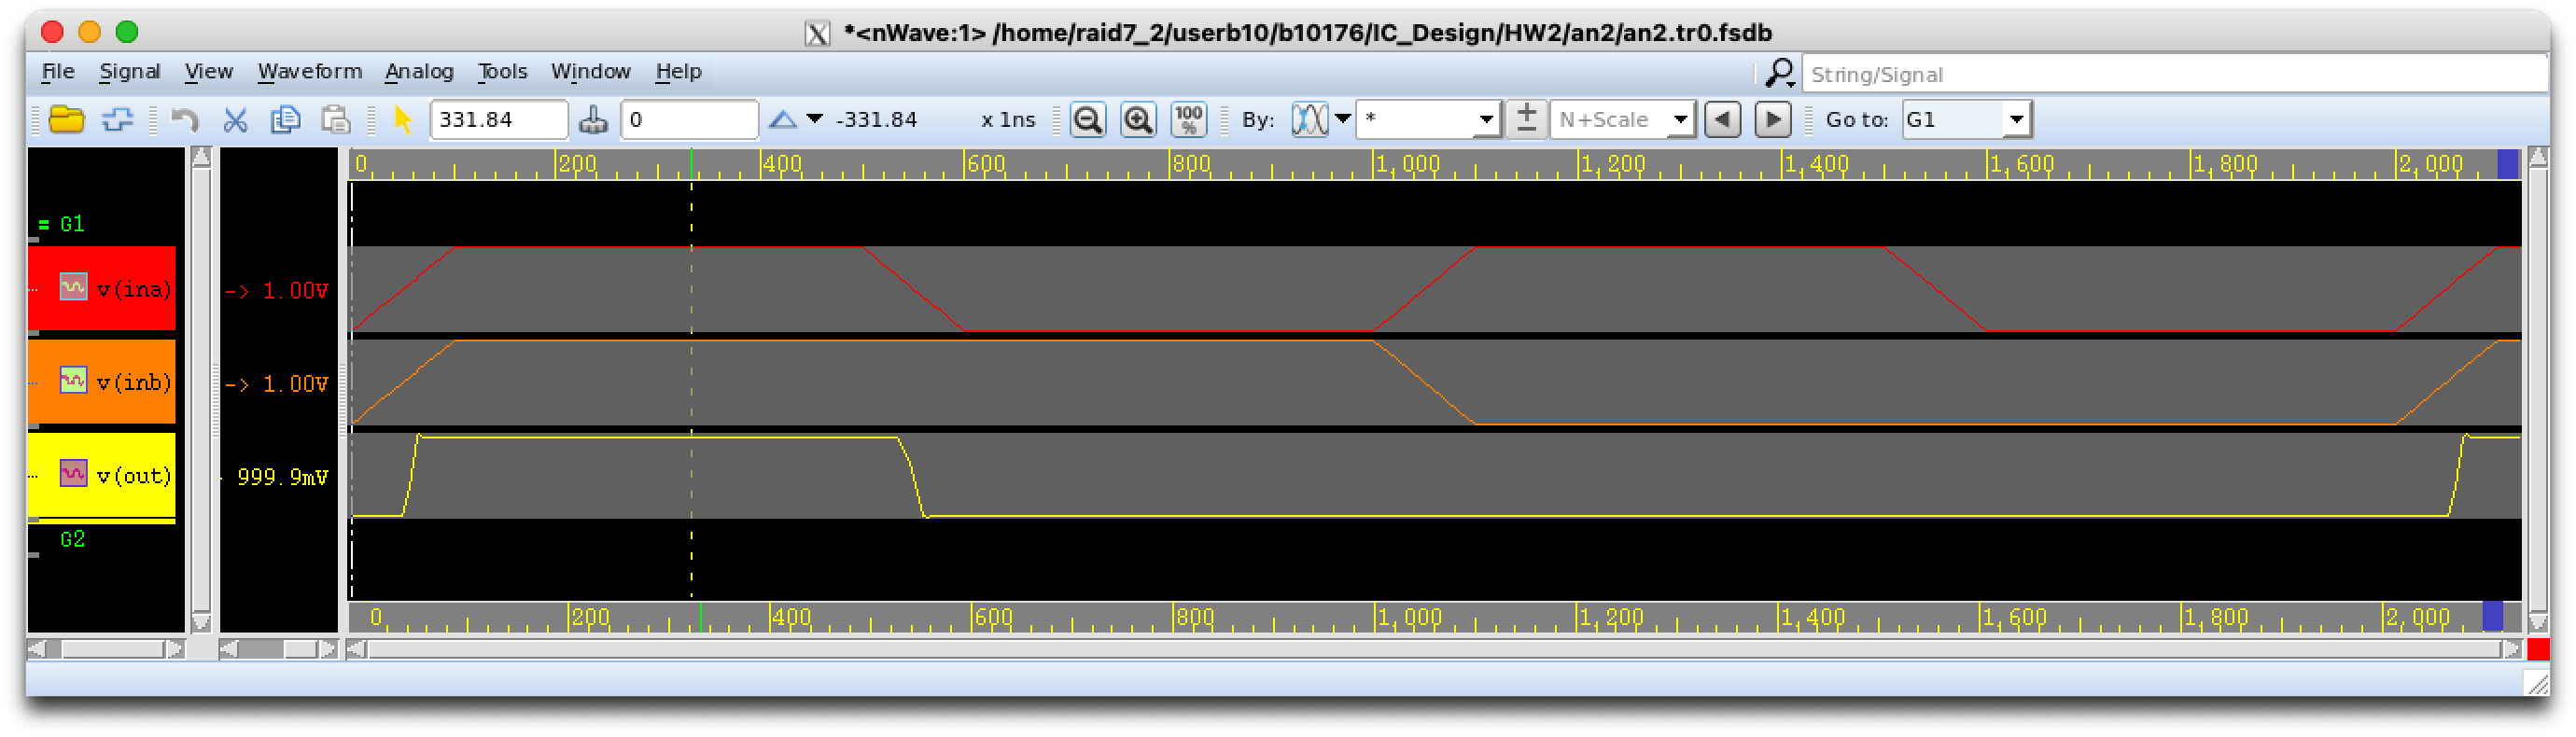 *<nWave:1> /home/raid7_2/userb10/b10176/IC_Design/HW2/an2/an2.tr0.fsdb
File Signal View Waveform Analog Tools Window Help String/Signal
331.84 0 -331.84 x 1ns 100 % By: * N+Scale Go to: G1
0 200 400 600 800 1,000 1,200 1,400 1,600 1,800 2,000
= G1
v(ina) -> 1.00V
v(inb) -> 1.00V
v(out) 999.9mV
G2
0 200 400 600 800 1,000 1,200 1,400 1,600 1,800 2,000